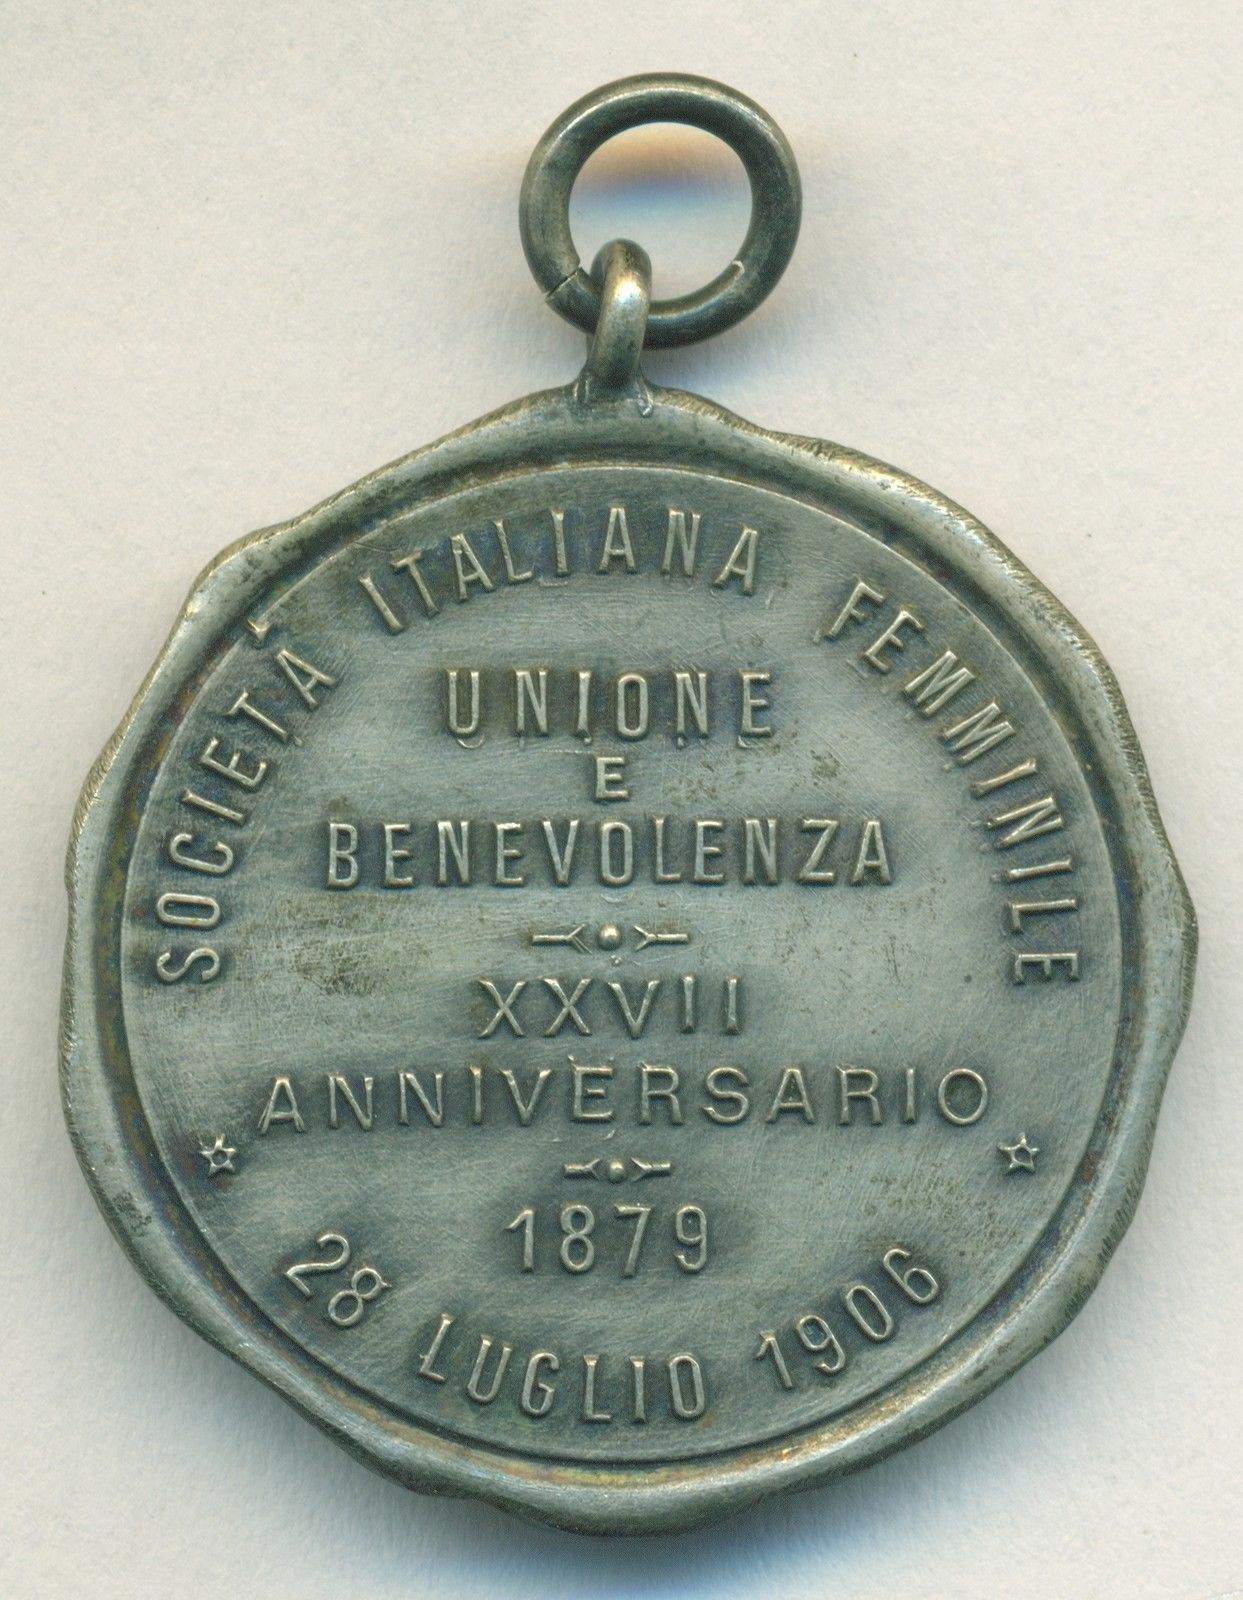 SOCIETÀ ITALIANA FEMMINILE
UNIONE
E
BENEVOLENZA
XXVII
ANNIVERSARIO
1879
28 LUGLIO 1906